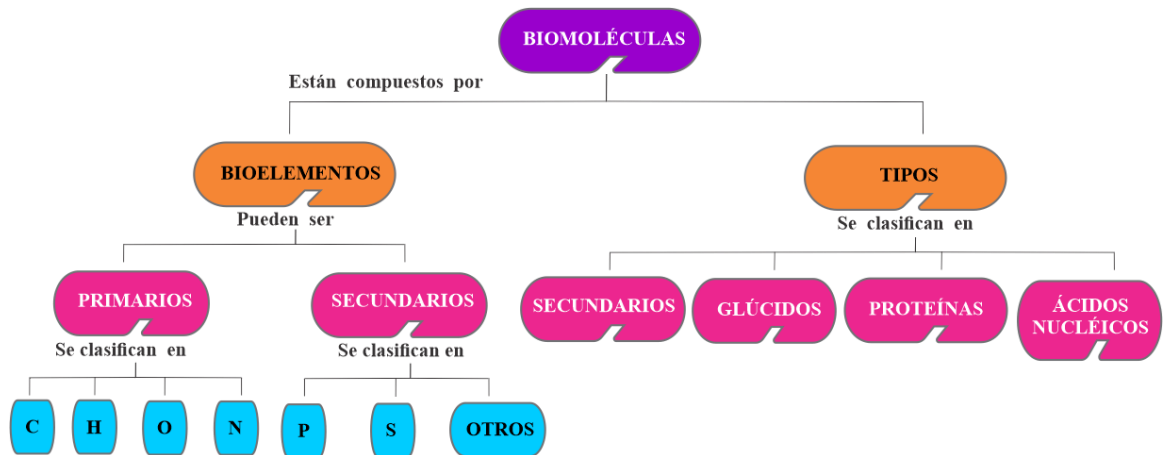 BIOMOLÉCULAS
Están compuestos por
BIOELEMENTOS
TIPOS
Pueden ser
Se clasifican en
PRIMARIOS
SECUNDARIOS
SECUNDARIOS
GLÚCIDOS
PROTEÍNAS
ÁCIDOS
NUCLÉICOS
Se clasifican en
Se clasifican en
C
H
O
N
P
S
OTROS